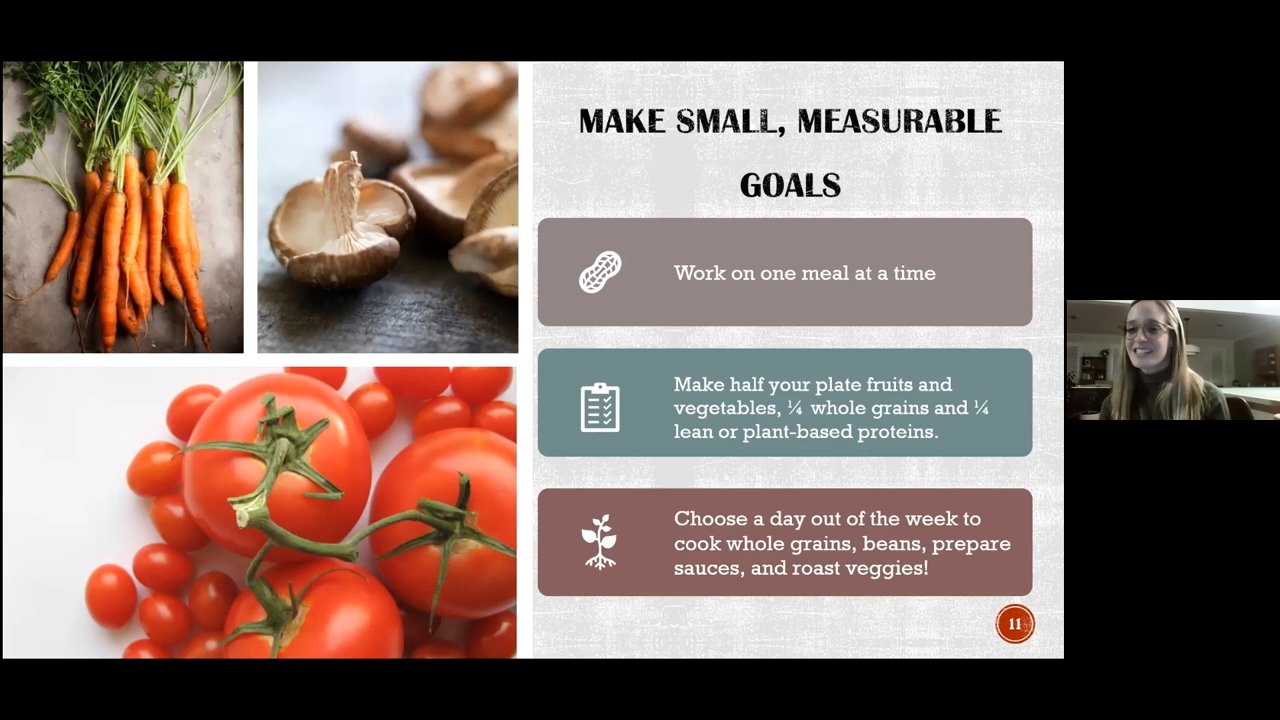 MAKE SMALL, MEASURABLE
GOALS
Work on one meal at a time
Make half your plate fruits and
vegetables, ¼ whole grains and ¼
lean or plant-based proteins.
Choose a day out of the week to
cook whole grains, beans, prepare
sauces, and roast veggies!
11